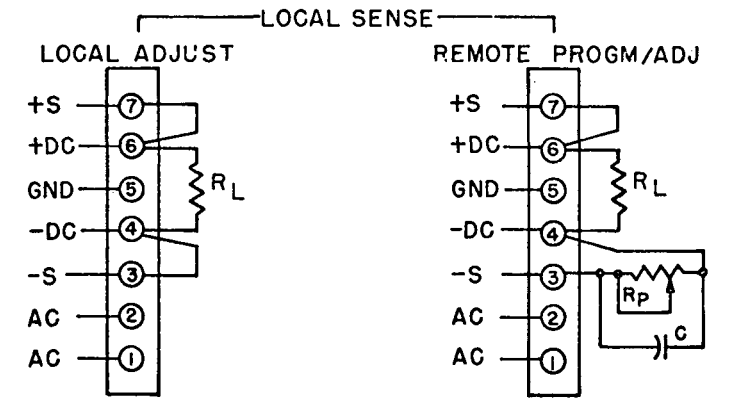 LOCAL SENSE
LOCAL ADJUST
+S 7
+DC 6
GND 5
-DC 4
-S 3
AC 2
AC 1
RL
REMOTE PROGM/ADJ
+S 7
+DC 6
GND 5
-DC 4
-S 3
AC 2
AC 1
RL
RP
C